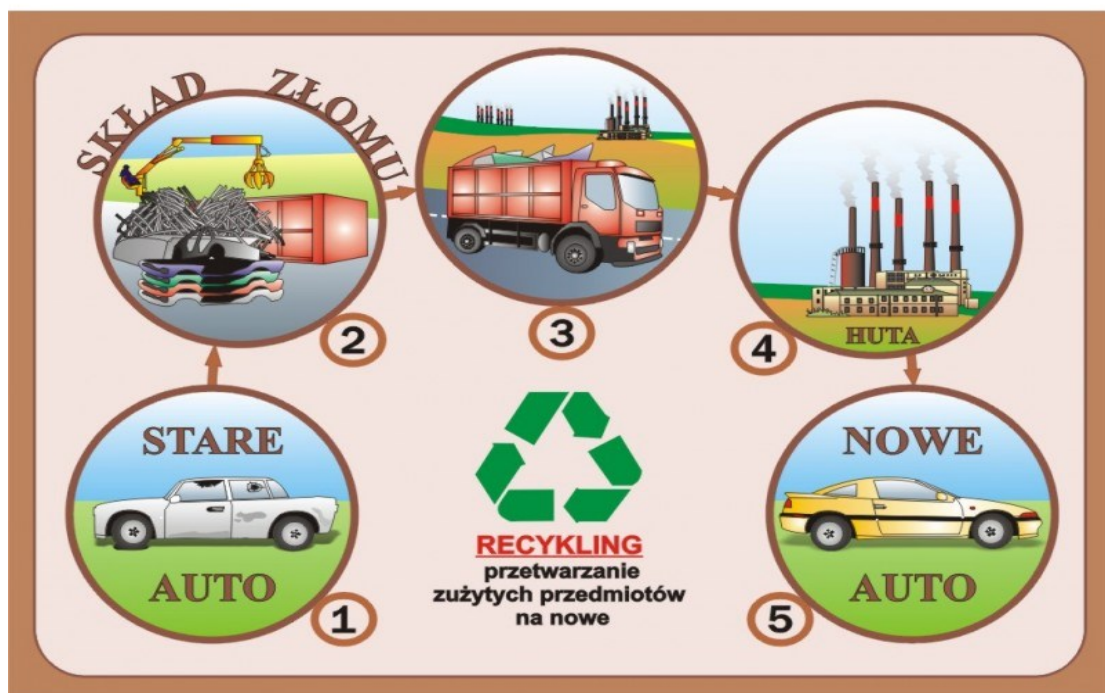 SKŁAD ZŁOMU
2
3
4
HUTA
STARE
AUTO
1
RECYKLING
przetwarzanie
zużytych przedmiotów
na nowe
NOWE
AUTO
5